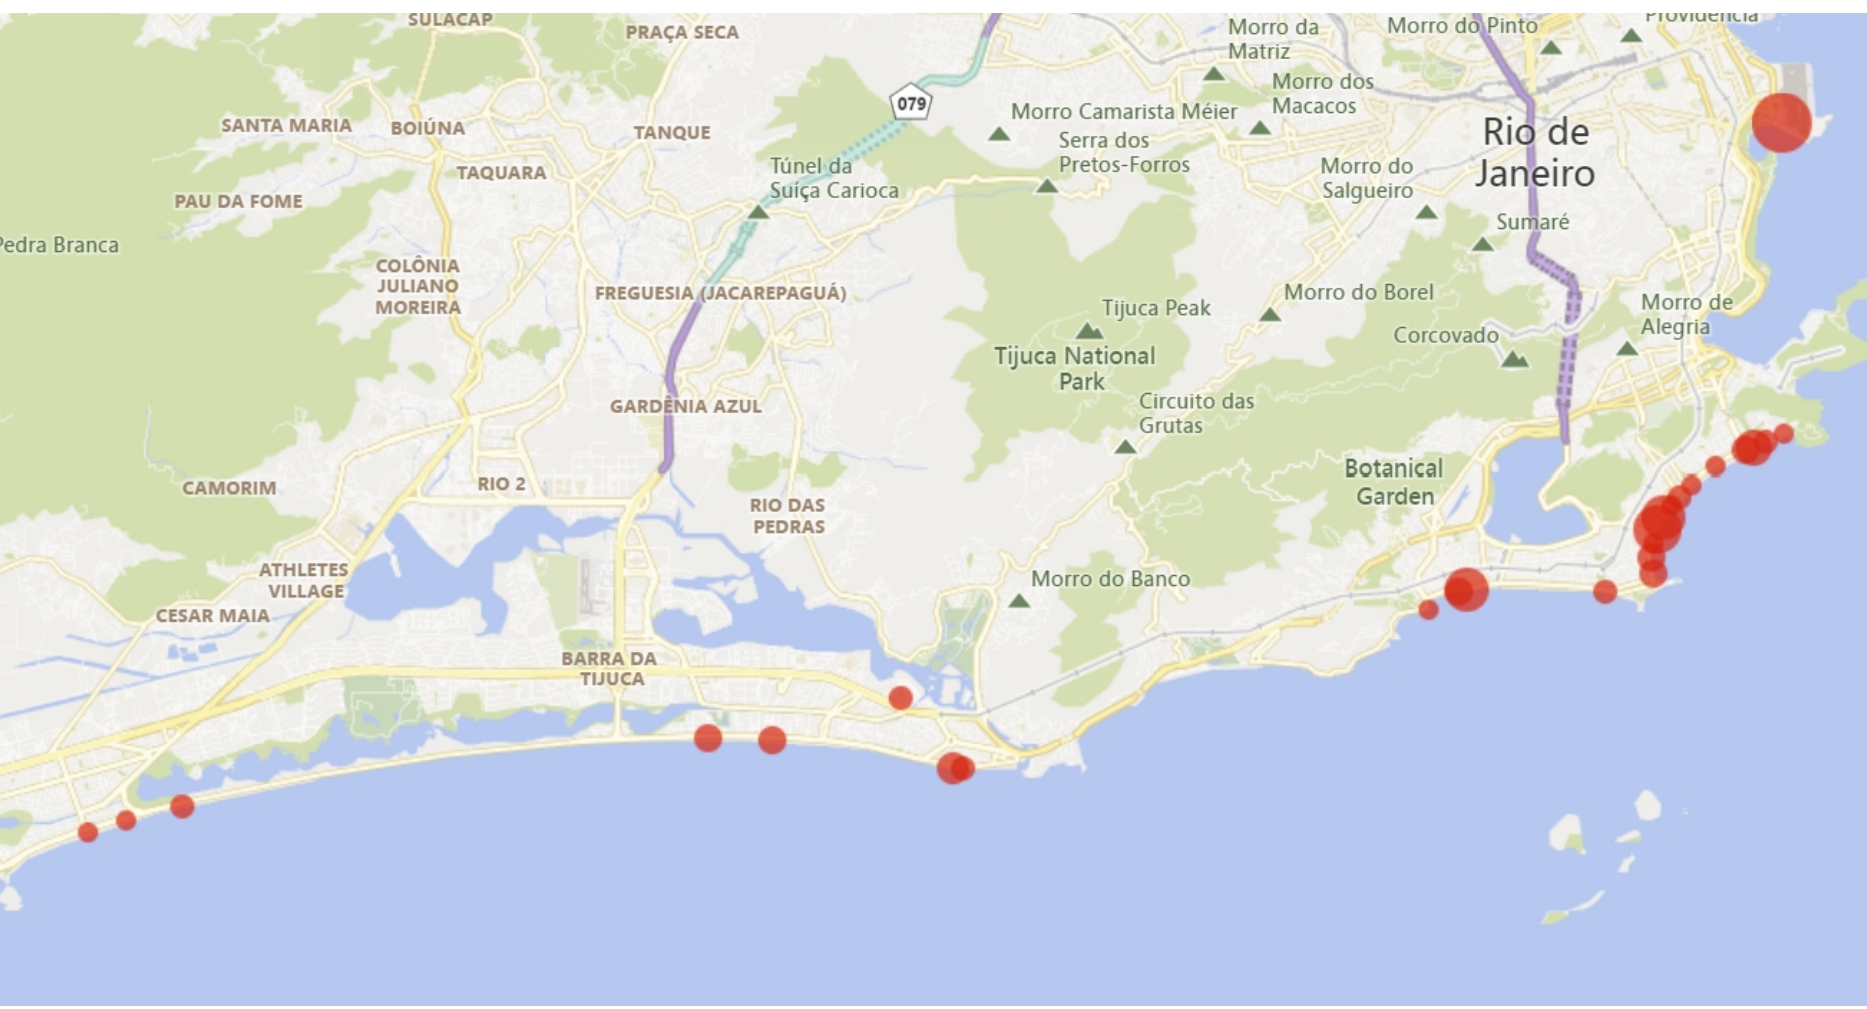 SULACAP
PRAÇA SECA
Morro da
Matriz
Morro do Pinto
Providência
079
Morro dos
Macacos
Morro Camarista Méier
SANTA MARIA
BOIÚNA
TANQUE
Serra dos
Pretos-Forros
Rio de
Janeiro
TAQUARA
Túnel da
Suíça Carioca
Morro do
Salgueiro
PAU DA FOME
Sumaré
Pedra Branca
COLÔNIA
JULIANO
MOREIRA
FREGUESIA (JACAREPAGUÁ)
Morro do Borel
Tijuca Peak
Morro de
Alegria
Corcovado
Tijuca National
Park
GARDÊNIA AZUL
Circuito das
Grutas
Botanical
Garden
CAMORIM
RIO 2
RIO DAS
PEDRAS
ATHLETES
VILLAGE
Morro do Banco
CESAR MAIA
BARRA DA
TIJUCA